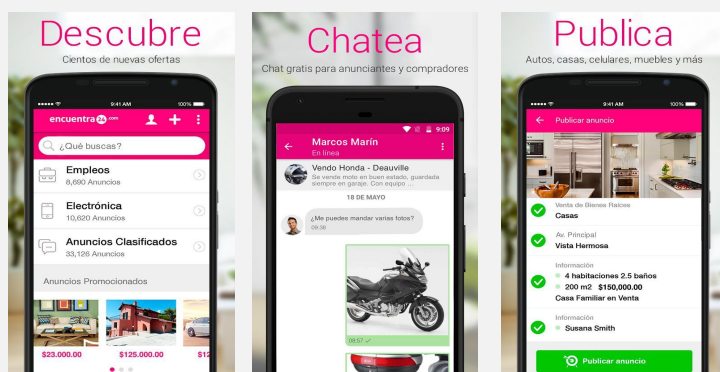 Descubre
Cientos de nuevas ofertas
9:41 AM
100%
encuentra24.com
¿Qué buscas?
Empleos
8,690 Anuncios
Electrónica
10,620 Anuncios
Anuncios Clasificados
33,126 Anuncios
Anuncios Promocionados
$23.000.00
$125.000.00
$12
Chatea
Chat gratis para anunciantes y compradores
9:09
Marcos Marín
En línea
Vendo Honda - Deauville
Se vende moto en buen estado, guardada
siempre en garaje. Con equipo ...
18 DE MAYO
¿Me puedes mandar varias fotos?
09:38
08:57
Publica
Autos, casas, celulares, muebles y más
9:41 AM
100%
Publicar anuncio
Venta de Bienes Raíces
Casas
Av. Principal
Vista Hermosa
Información
4 habitaciones 2.5 baños
200 m2 $150,000.00
Casa Familiar en Venta
Información
Susana Smith
Publicar anuncio